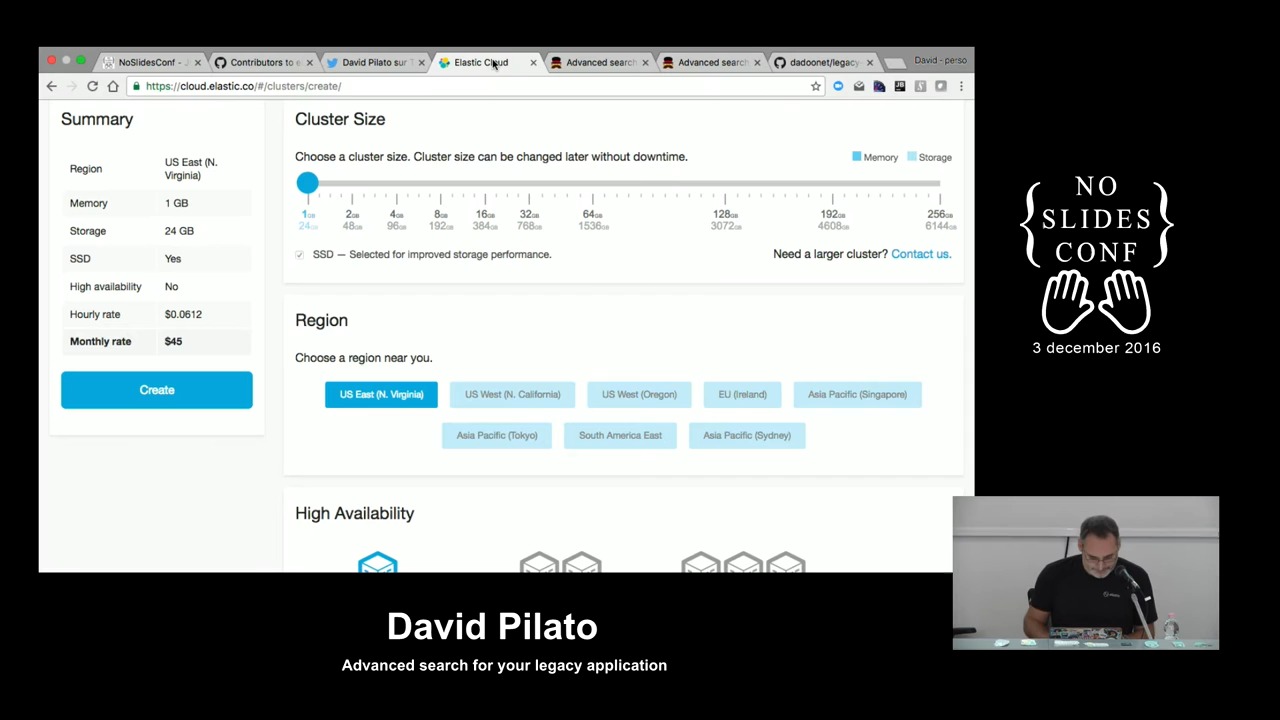 NoSlidesConf - J
Contributors to e
David Pilato sur T
Elastic Cloud
Advanced search
Advanced search
dadoonet/legacy-
David - perso
https://cloud.elastic.co/#/clusters/create/
Summary
Region US East (N. Virginia)
Memory 1 GB
Storage 24 GB
SSD Yes
High availability No
Hourly rate $0.0612
Monthly rate $45
Create
Cluster Size
Choose a cluster size. Cluster size can be changed later without downtime.
Memory Storage
1GB 2GB 4GB 8GB 16GB 32GB 64GB 128GB 192GB 256GB
24GB 48GB 96GB 192GB 384GB 768GB 1536GB 3072GB 4608GB 6144GB
SSD — Selected for improved storage performance.
Need a larger cluster? Contact us.
Region
Choose a region near you.
US East (N. Virginia) US West (N. California) US West (Oregon) EU (Ireland) Asia Pacific (Singapore)
Asia Pacific (Tokyo) South America East Asia Pacific (Sydney)
High Availability
{ NO
SLIDES
CONF }
3 december 2016
David Pilato
Advanced search for your legacy application